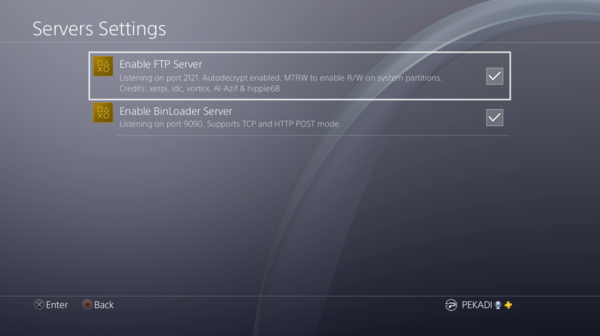 Servers Settings
Enable FTP Server
Listening on port 2121. Autodecrypt enabled. MTRW to enable R/W on system partitions.
Credits: xerpi, idc, vortex, Al-Azif & hippie68
Enable BinLoader Server
Listening on port 9090. Supports TCP and HTTP POST mode.
Enter
Back
PEKADI